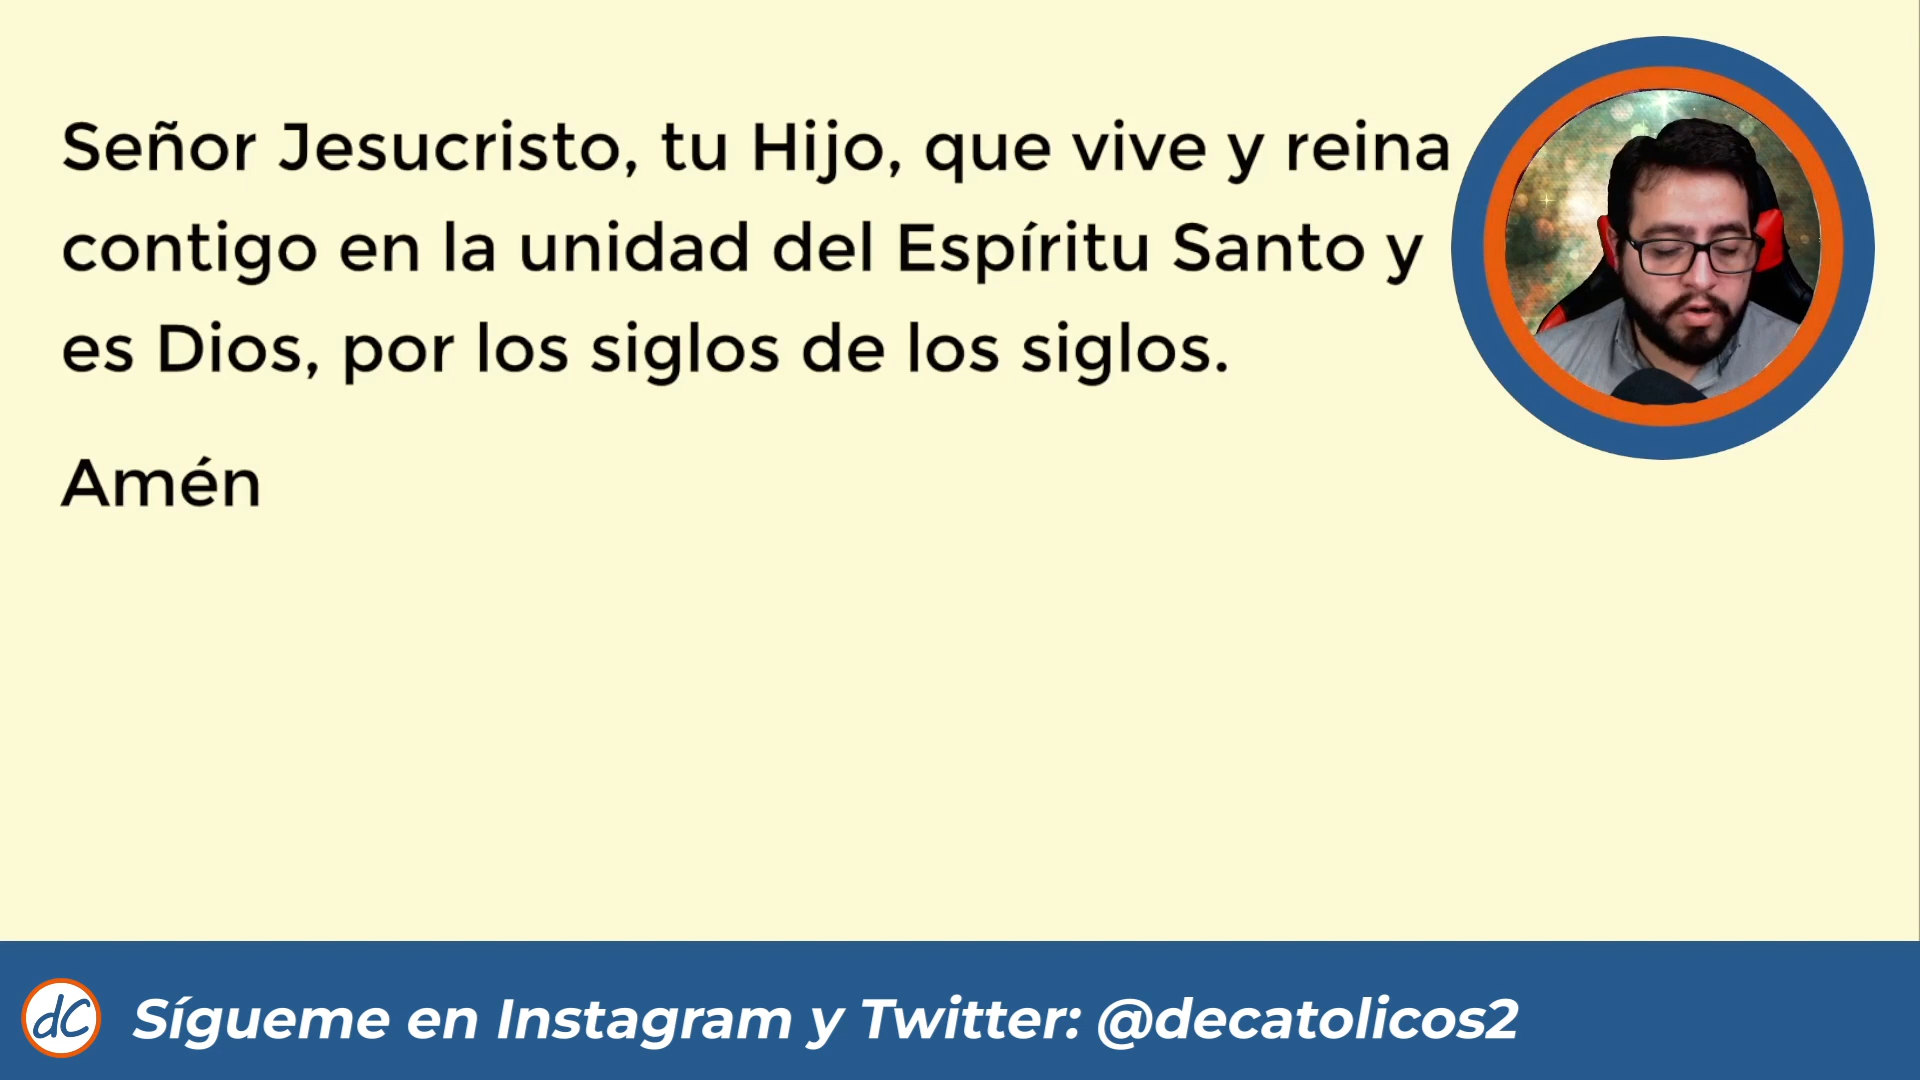 Señor Jesucristo, tu Hijo, que vive y reina
contigo en la unidad del Espíritu Santo y
es Dios, por los siglos de los siglos.
Amén
dC
Sígueme en Instagram y Twitter: @decatolicos2